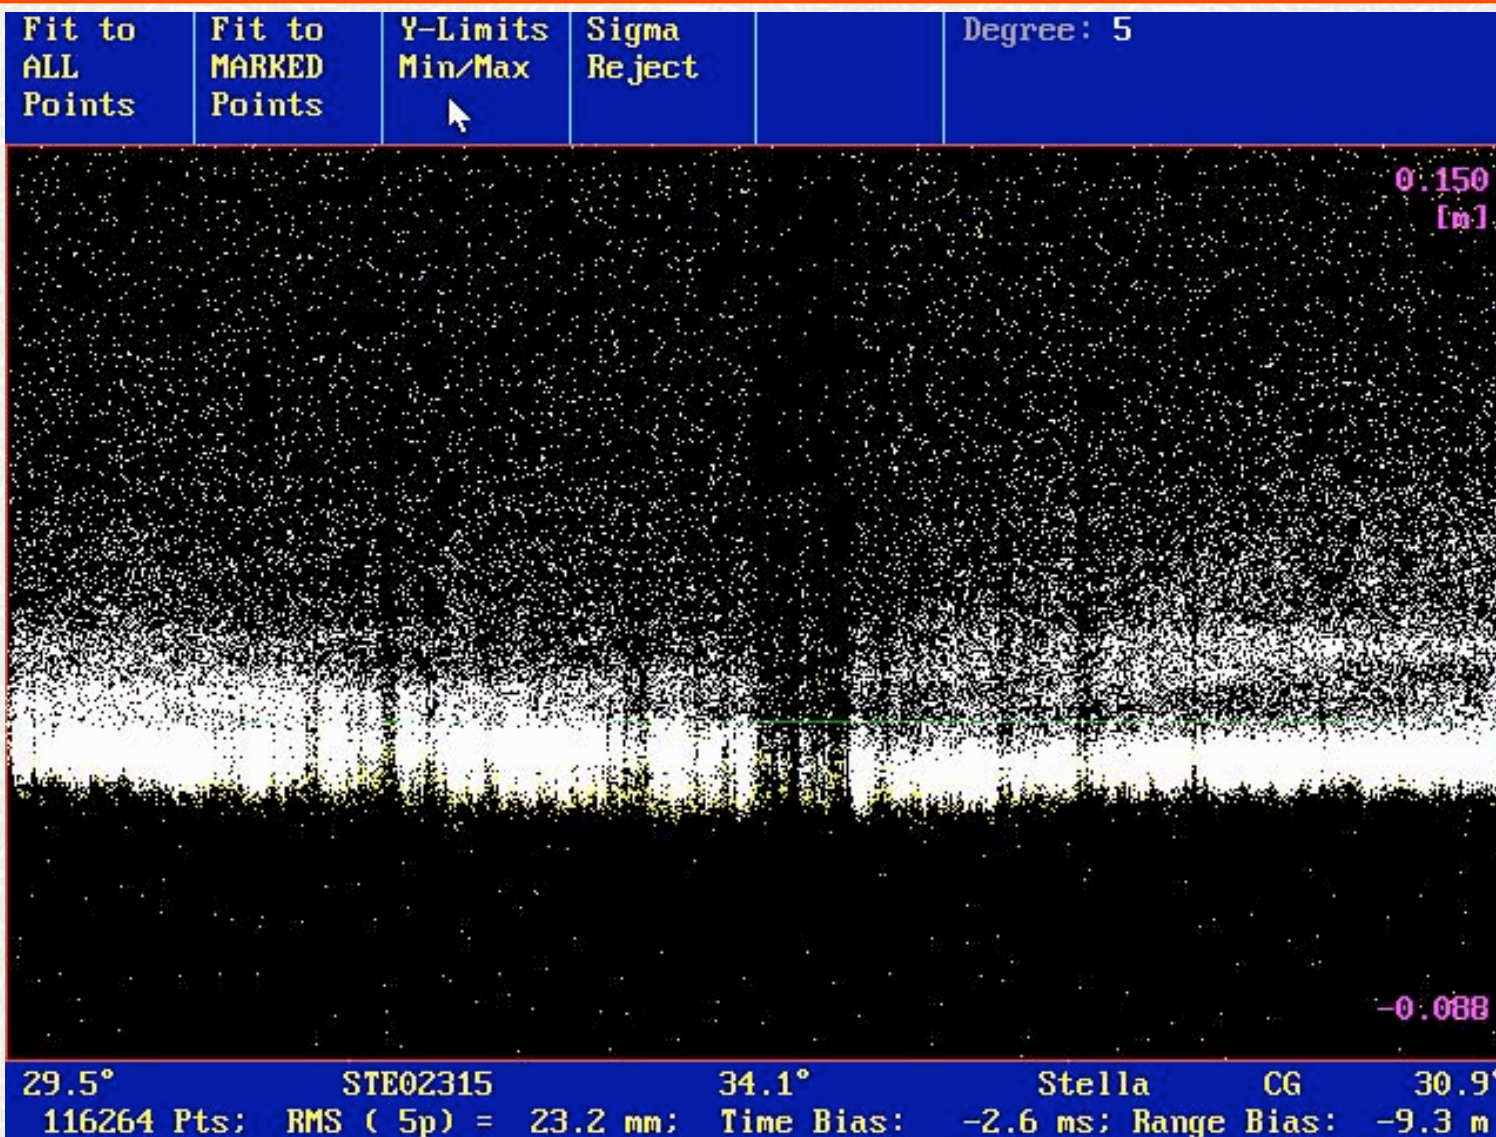 Fit to
ALL
Points
Fit to
MARKED
Points
Y-Limits
Min/Max
Sigma
Reject
Degree: 5
0.150
[m]
-0.088
29.5° STE02315 34.1° Stella CG 30.9°
116264 Pts; RMS ( 5p) = 23.2 mm; Time Bias: -2.6 ms; Range Bias: -9.3 m